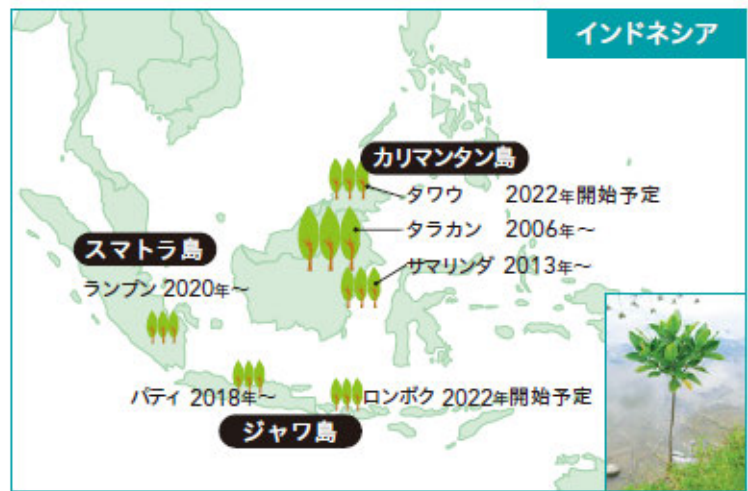 インドネシア
カリマンタン島
タワウ 2022年開始予定
タラカン 2006年～
サマリンダ 2013年～
スマトラ島
ランプン 2020年～
パティ 2018年～
ロンボク 2022年開始予定
ジャワ島